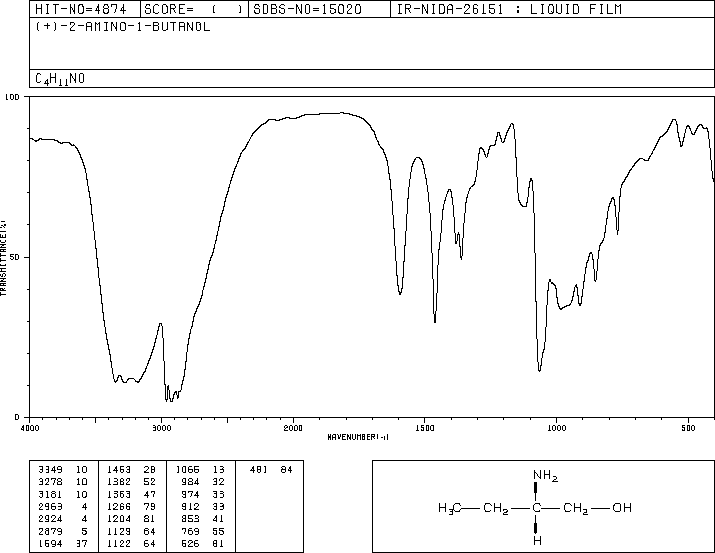 HIT-NO=4874 SCORE= ( ) SDBS-NO=15020 IR-NIDA-26151 : LIQUID FILM
(+)-2-AMINO-1-BUTANOL
C4H11NO
100
50
0
TRANSMITTANCE(%)
4000 3000 2000 1500 1000 500
WAVENUMBER(-1)
3349 10 1463 28 1066 13 481 84
3278 10 1382 52 984 32
3181 10 1363 47 974 33
2963 4 1266 79 912 33
2924 4 1204 81 853 41
2879 5 1129 64 769 55
1594 37 1122 64 526 81
NH2
H3C CH2 C CH2 OH
H